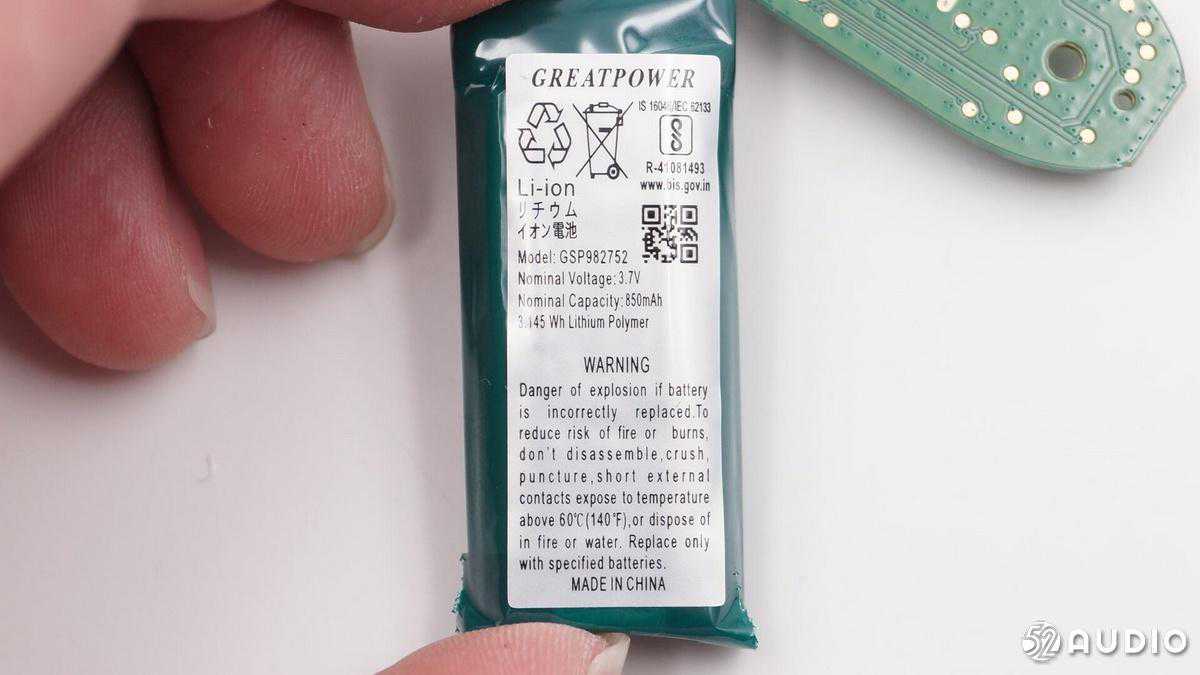 GREATPOWER
IS 16046/IEC 62133
R-41081493
www.bis.gov.in
Li-ion
リチウム
イオン電池
Model: GSP982752
Nominal Voltage: 3.7V
Nominal Capacity: 850mAh
3.145 Wh Lithium Polymer
WARNING
Danger of explosion if battery
is incorrectly replaced.To
reduce risk of fire or burns,
don't disassemble,crush,
puncture,short external
contacts expose to temperature
above 60℃(140℉),or dispose of
in fire or water. Replace only
with specified batteries.
MADE IN CHINA
52 AUDIO